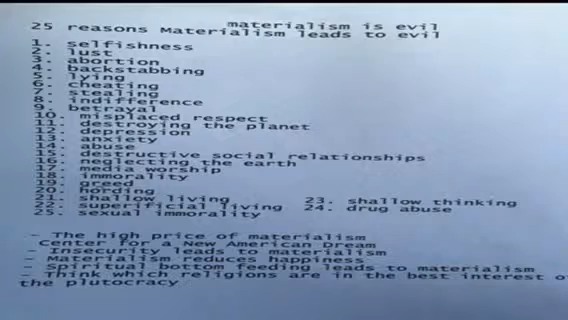 materialism is evil
25 reasons Materialism leads to evil
1. selfishness
2. lust
3. abortion
4. backstabbing
5. lying
6. cheating
7. stealing
8. indifference
9. betrayal
10. misplaced respect
11. destroying the planet
12. depression
13. anxiety
14. abuse
15. destructive social relationships
16. neglecting the earth
17. media worship
18. immorality
19. greed
20. hording
21. shallow living 23. shallow thinking
22. superificial living 24. drug abuse
25. sexual immorality
- The high price of materialism
- Center for a New American Dream
- Insecurity leads to materialism
- Materialism reduces happiness
- Spiritual bottom feeding leads to materialism
- Think which religions are in the best interest o
the plutocracy